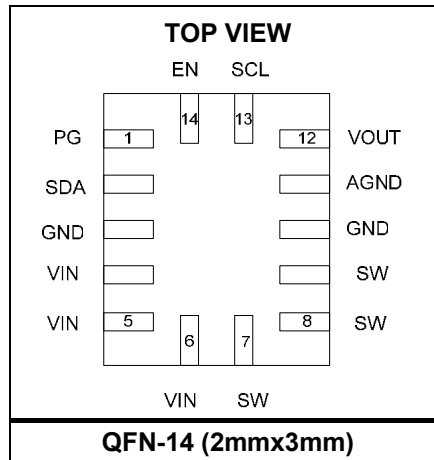 TOP VIEW
EN SCL
14 13
PG 1 12 VOUT
SDA AGND
GND GND
VIN SW
VIN 5 8 SW
6 7
VIN SW
QFN-14 (2mmx3mm)